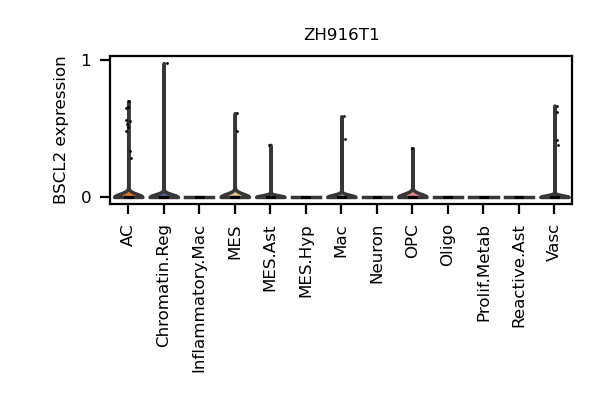 ZH916T1
BSCL2 expression
1
0
AC
Chromatin.Reg
Inflammatory.Mac
MES
MES.Ast
MES.Hyp
Mac
Neuron
OPC
Oligo
Prolif.Metab
Reactive.Ast
Vasc